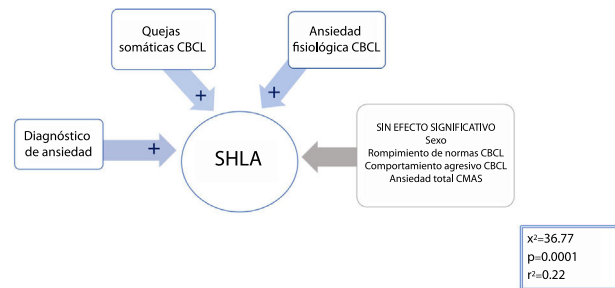 Quejas
somáticas CBCL
Ansiedad
fisiológica CBCL
+
+
Diagnóstico
de ansiedad
+
SHLA
SIN EFECTO SIGNIFICATIVO
Sexo
Rompimiento de normas CBCL
Comportamiento agresivo CBCL
Ansiedad total CMAS
x²=36.77
p=0.0001
r²=0.22